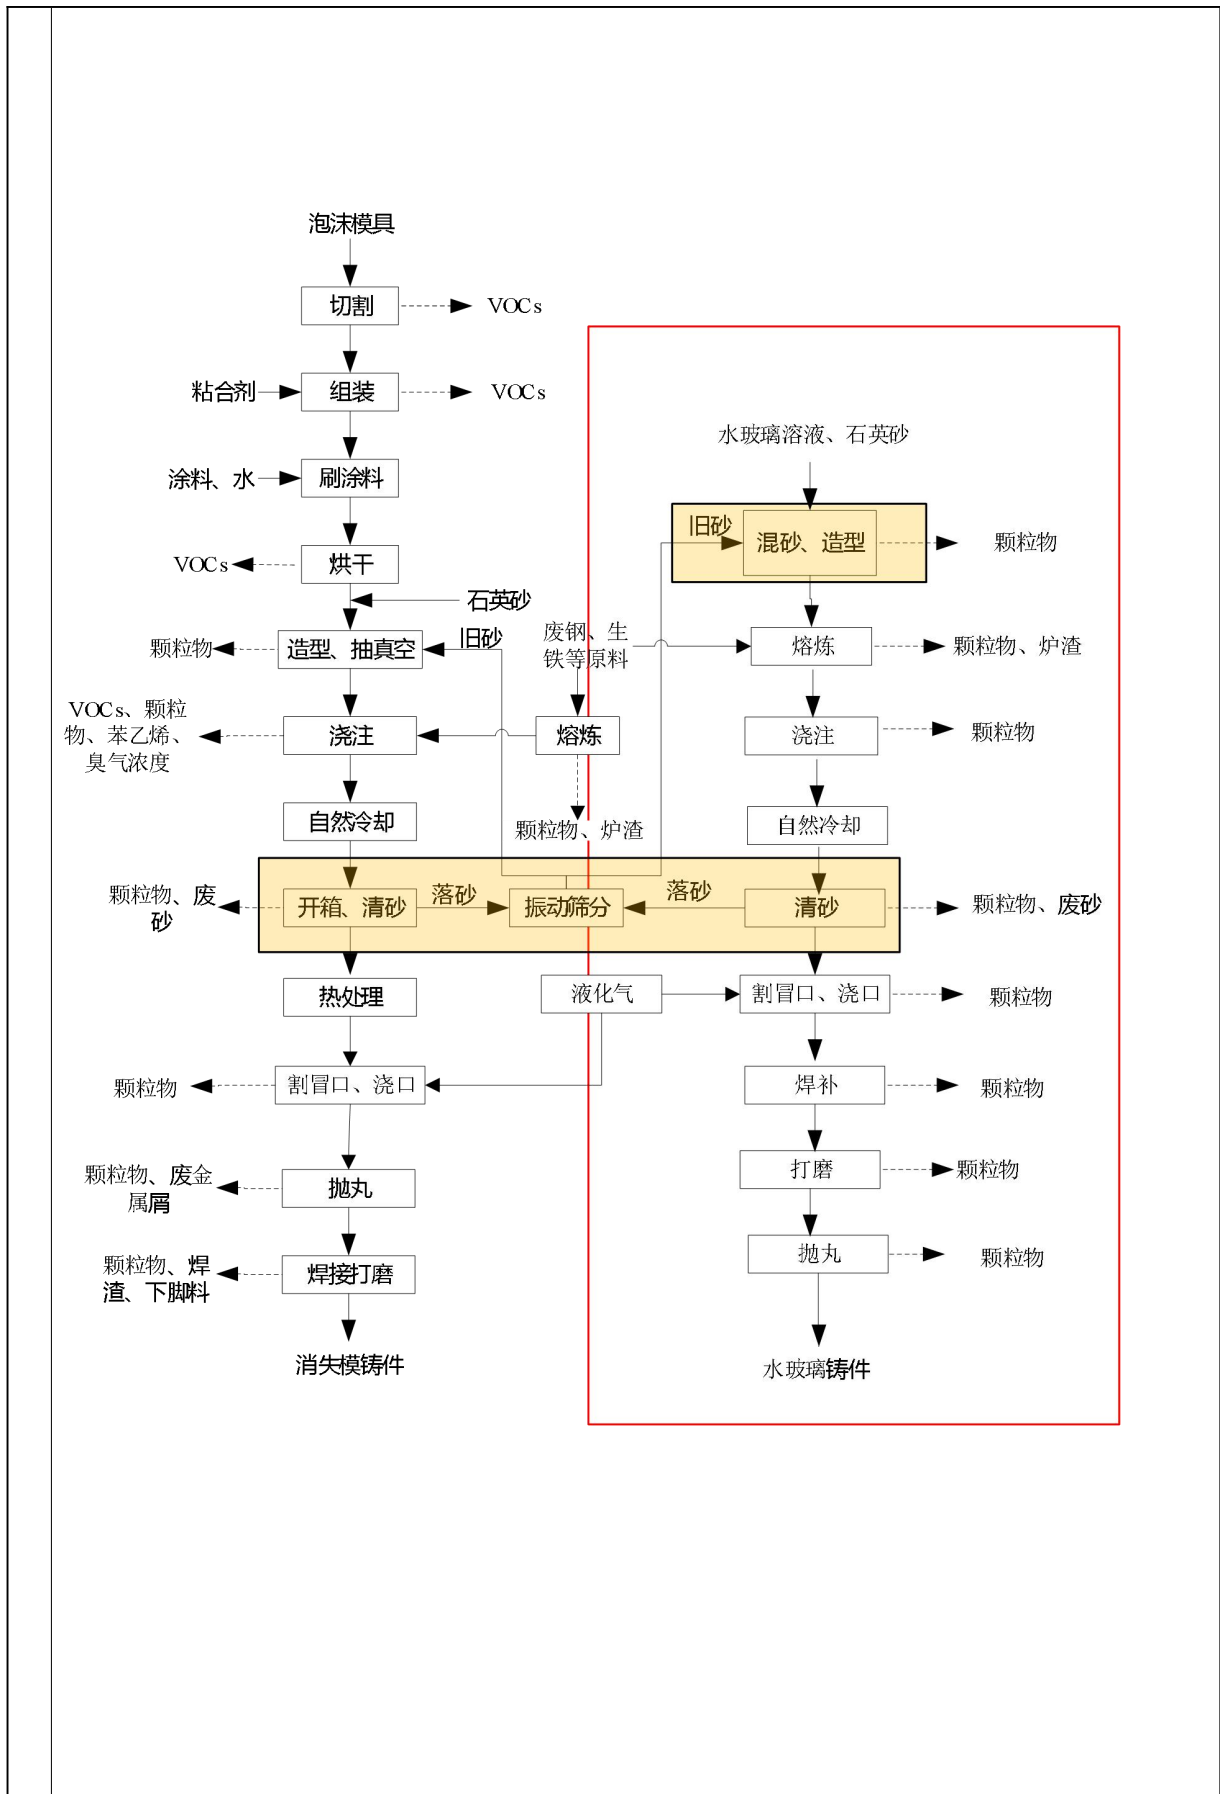 泡沫模具
切割
VOCs
粘合剂
组装
VOCs
涂料、水
刷涂料
VOCs
烘干
石英砂
颗粒物
造型、抽真空
旧砂
VOCs、颗粒
物、苯乙烯、
臭气浓度
浇注
废钢、生
铁等原料
熔炼
颗粒物、炉渣
自然冷却
颗粒物、废
砂
开箱、清砂
落砂
振动筛分
落砂
清砂
颗粒物、废砂
热处理
液化气
颗粒物
割冒口、浇口
颗粒物、废金
属屑
抛丸
颗粒物、焊
渣、下脚料
焊接打磨
消失模铸件
水玻璃溶液、石英砂
旧砂
混砂、造型
颗粒物
熔炼
颗粒物、炉渣
浇注
颗粒物
自然冷却
割冒口、浇口
颗粒物
焊补
颗粒物
打磨
颗粒物
抛丸
颗粒物
水玻璃铸件